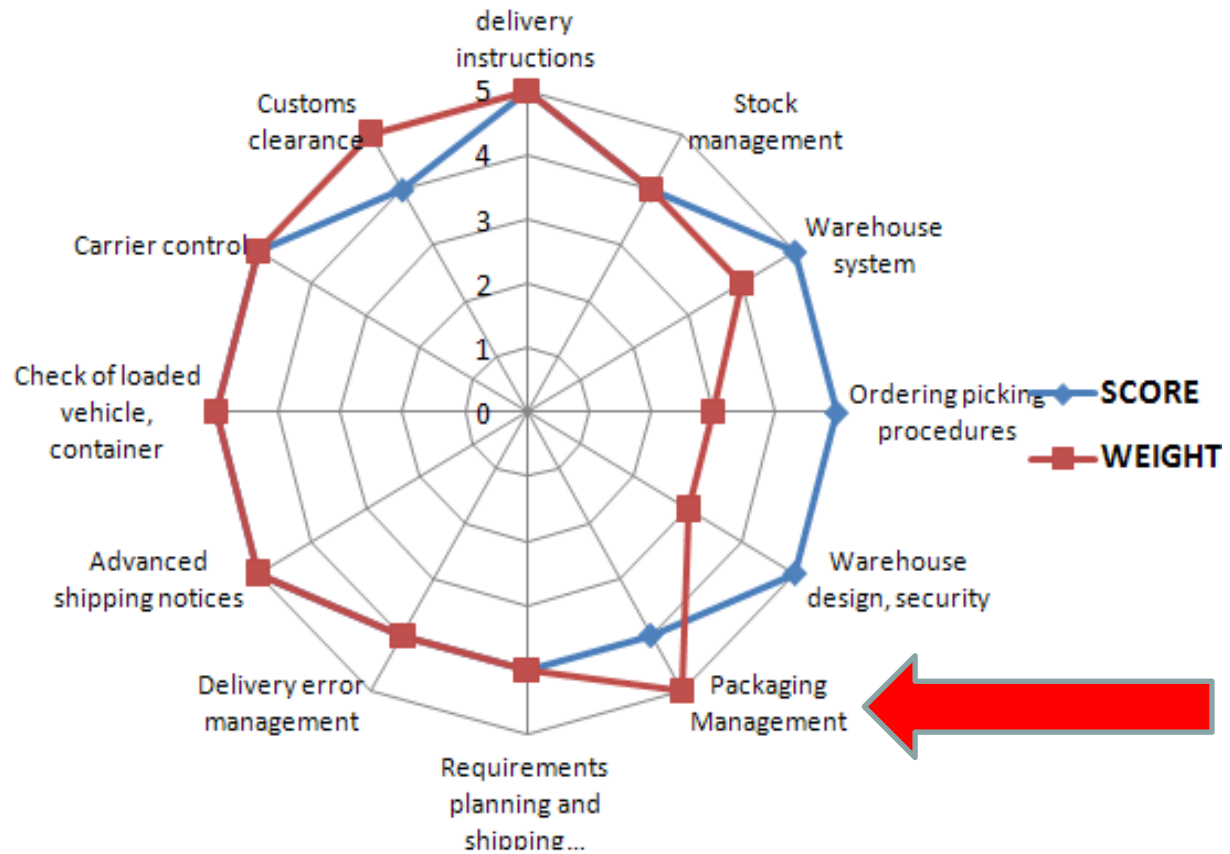 delivery
instructions
Stock
management
Warehouse
system
Ordering picking
procedures
Warehouse
design, security
Packaging
Management
Requirements
planning and
shipping...
Delivery error
management
Advanced
shipping notices
Check of loaded
vehicle,
container
Carrier control
Customs
clearance
5
4
3
2
1
0
SCORE
WEIGHT